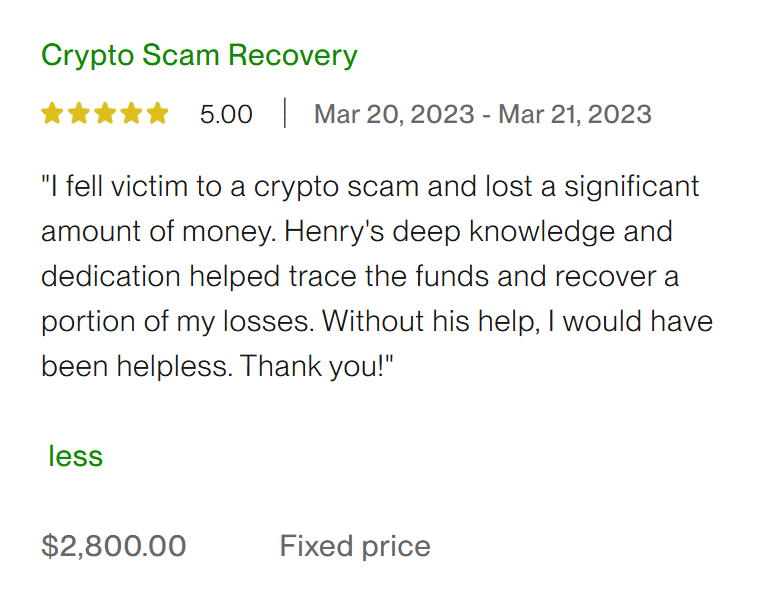 Crypto Scam Recovery
5.00 | Mar 20, 2023 - Mar 21, 2023
"I fell victim to a crypto scam and lost a significant
amount of money. Henry's deep knowledge and
dedication helped trace the funds and recover a
portion of my losses. Without his help, I would have
been helpless. Thank you!"
less
$2,800.00 Fixed price